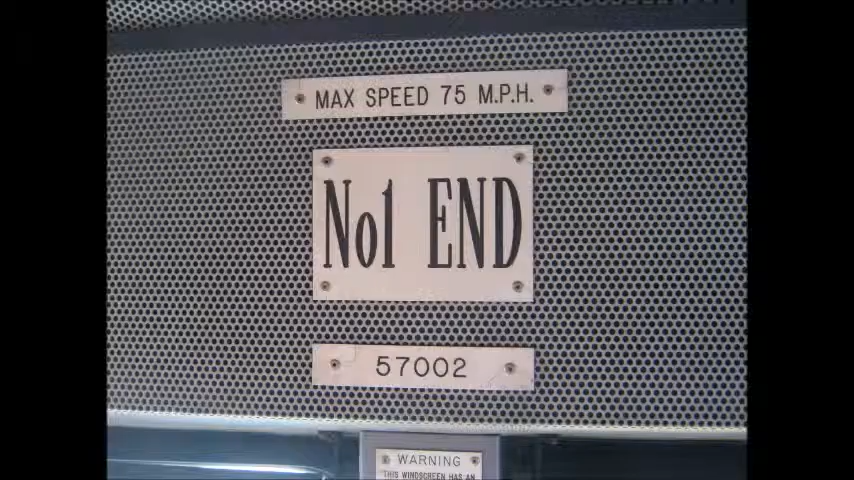 MAX SPEED 75 M.P.H.
No1 END
57002
WARNING
THIS WINDSCREEN HAS AN